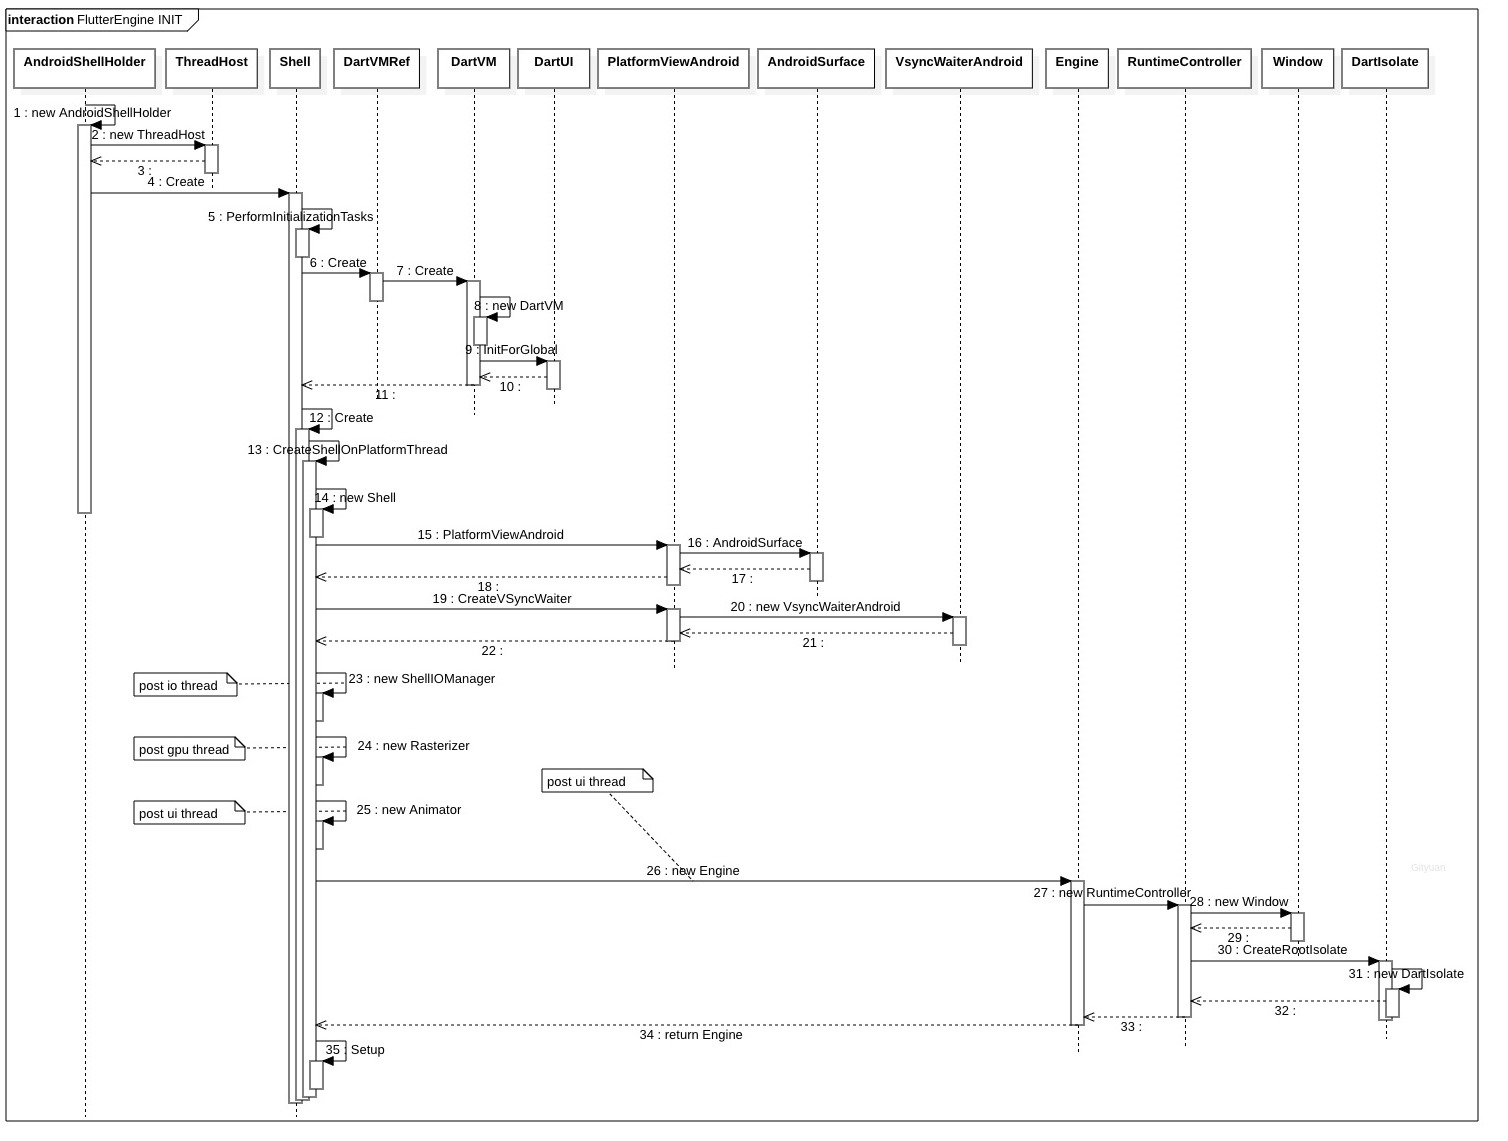 interaction FlutterEngine INIT
AndroidShellHolder
ThreadHost
Shell
DartVMRef
DartVM
DartUI
PlatformViewAndroid
AndroidSurface
VsyncWaiterAndroid
Engine
RuntimeController
Window
DartIsolate
1 : new AndroidShellHolder
2 : new ThreadHost
3 :
4 : Create
5 : PerformInitializationTasks
6 : Create
7 : Create
8 : new DartVM
9 : InitForGlobal
10 :
11 :
12 : Create
13 : CreateShellOnPlatformThread
14 : new Shell
15 : PlatformViewAndroid
16 : AndroidSurface
17 :
18 :
19 : CreateVSyncWaiter
20 : new VsyncWaiterAndroid
21 :
22 :
post io thread
23 : new ShellIOManager
post gpu thread
24 : new Rasterizer
post ui thread
post ui thread
25 : new Animator
26 : new Engine
Gityuan
27 : new RuntimeController
28 : new Window
29 :
30 : CreateRootIsolate
31 : new DartIsolate
32 :
33 :
34 : return Engine
35 : Setup